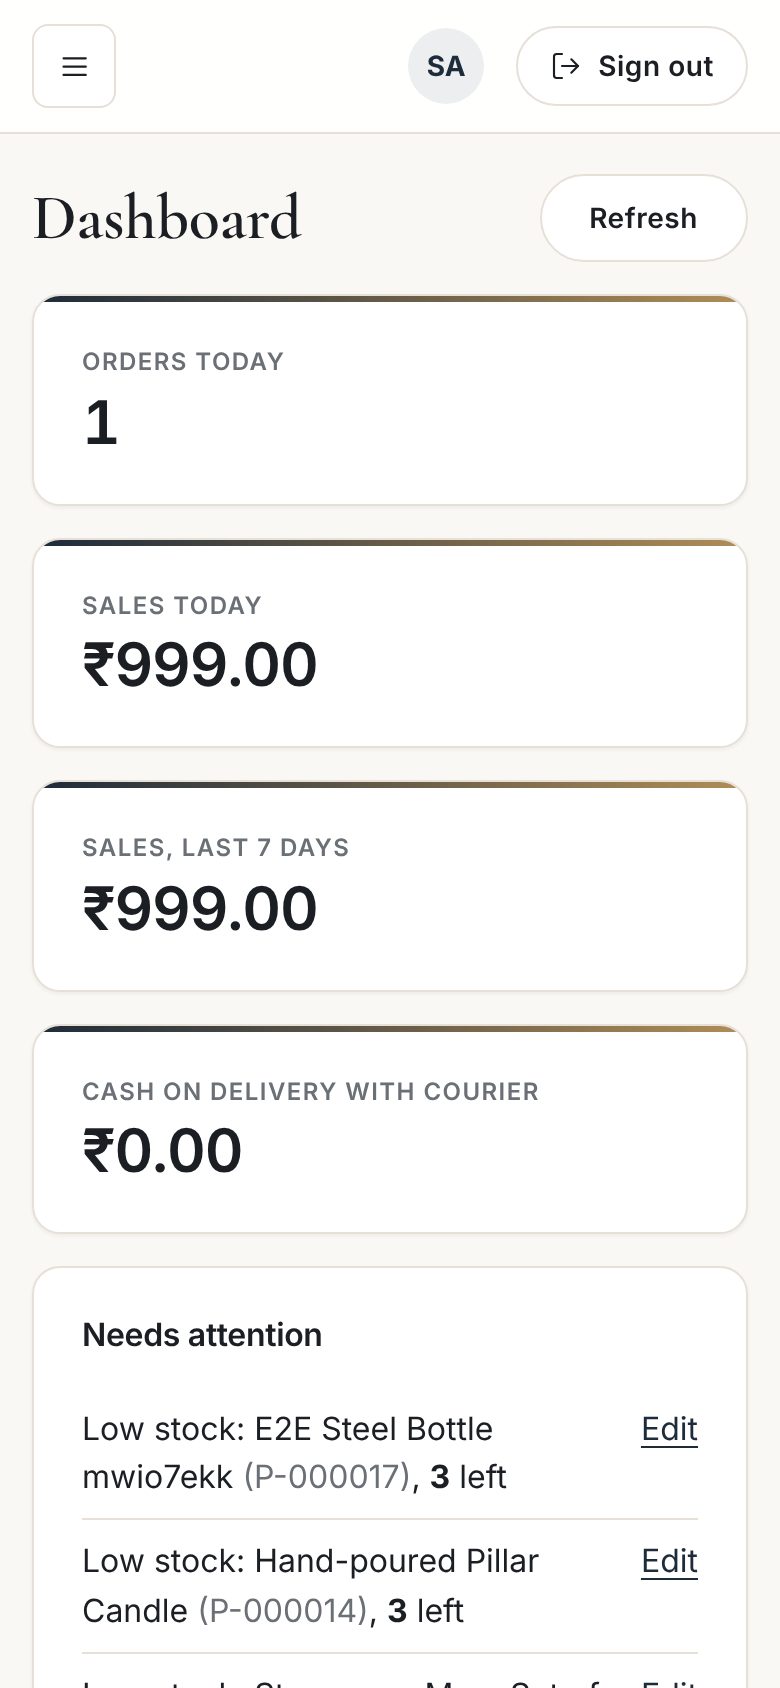 SA
Sign out
Dashboard
Refresh
ORDERS TODAY
1
SALES TODAY
₹999.00
SALES, LAST 7 DAYS
₹999.00
CASH ON DELIVERY WITH COURIER
₹0.00
Needs attention
Low stock: E2E Steel Bottle Edit
mwio7ekk (P-000017), 3 left
Low stock: Hand-poured Pillar Edit
Candle (P-000014), 3 left